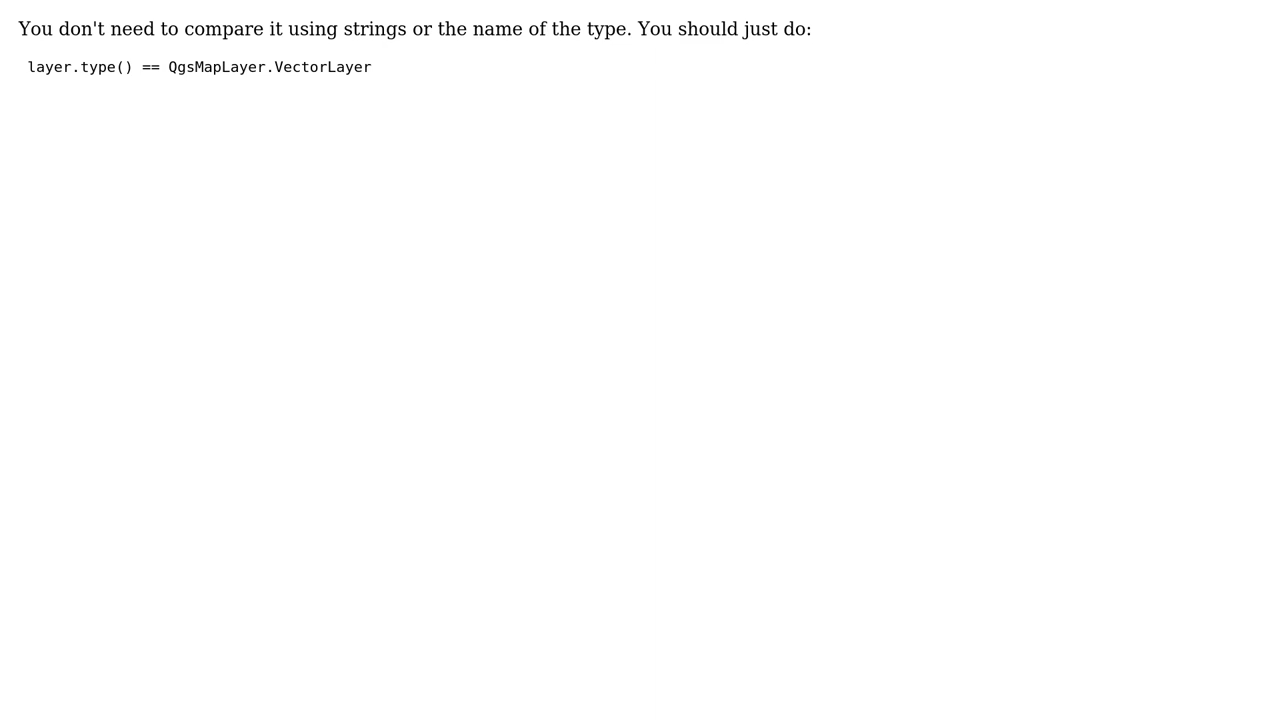 You don't need to compare it using strings or the name of the type. You should just do:
layer.type() == QgsMapLayer.VectorLayer